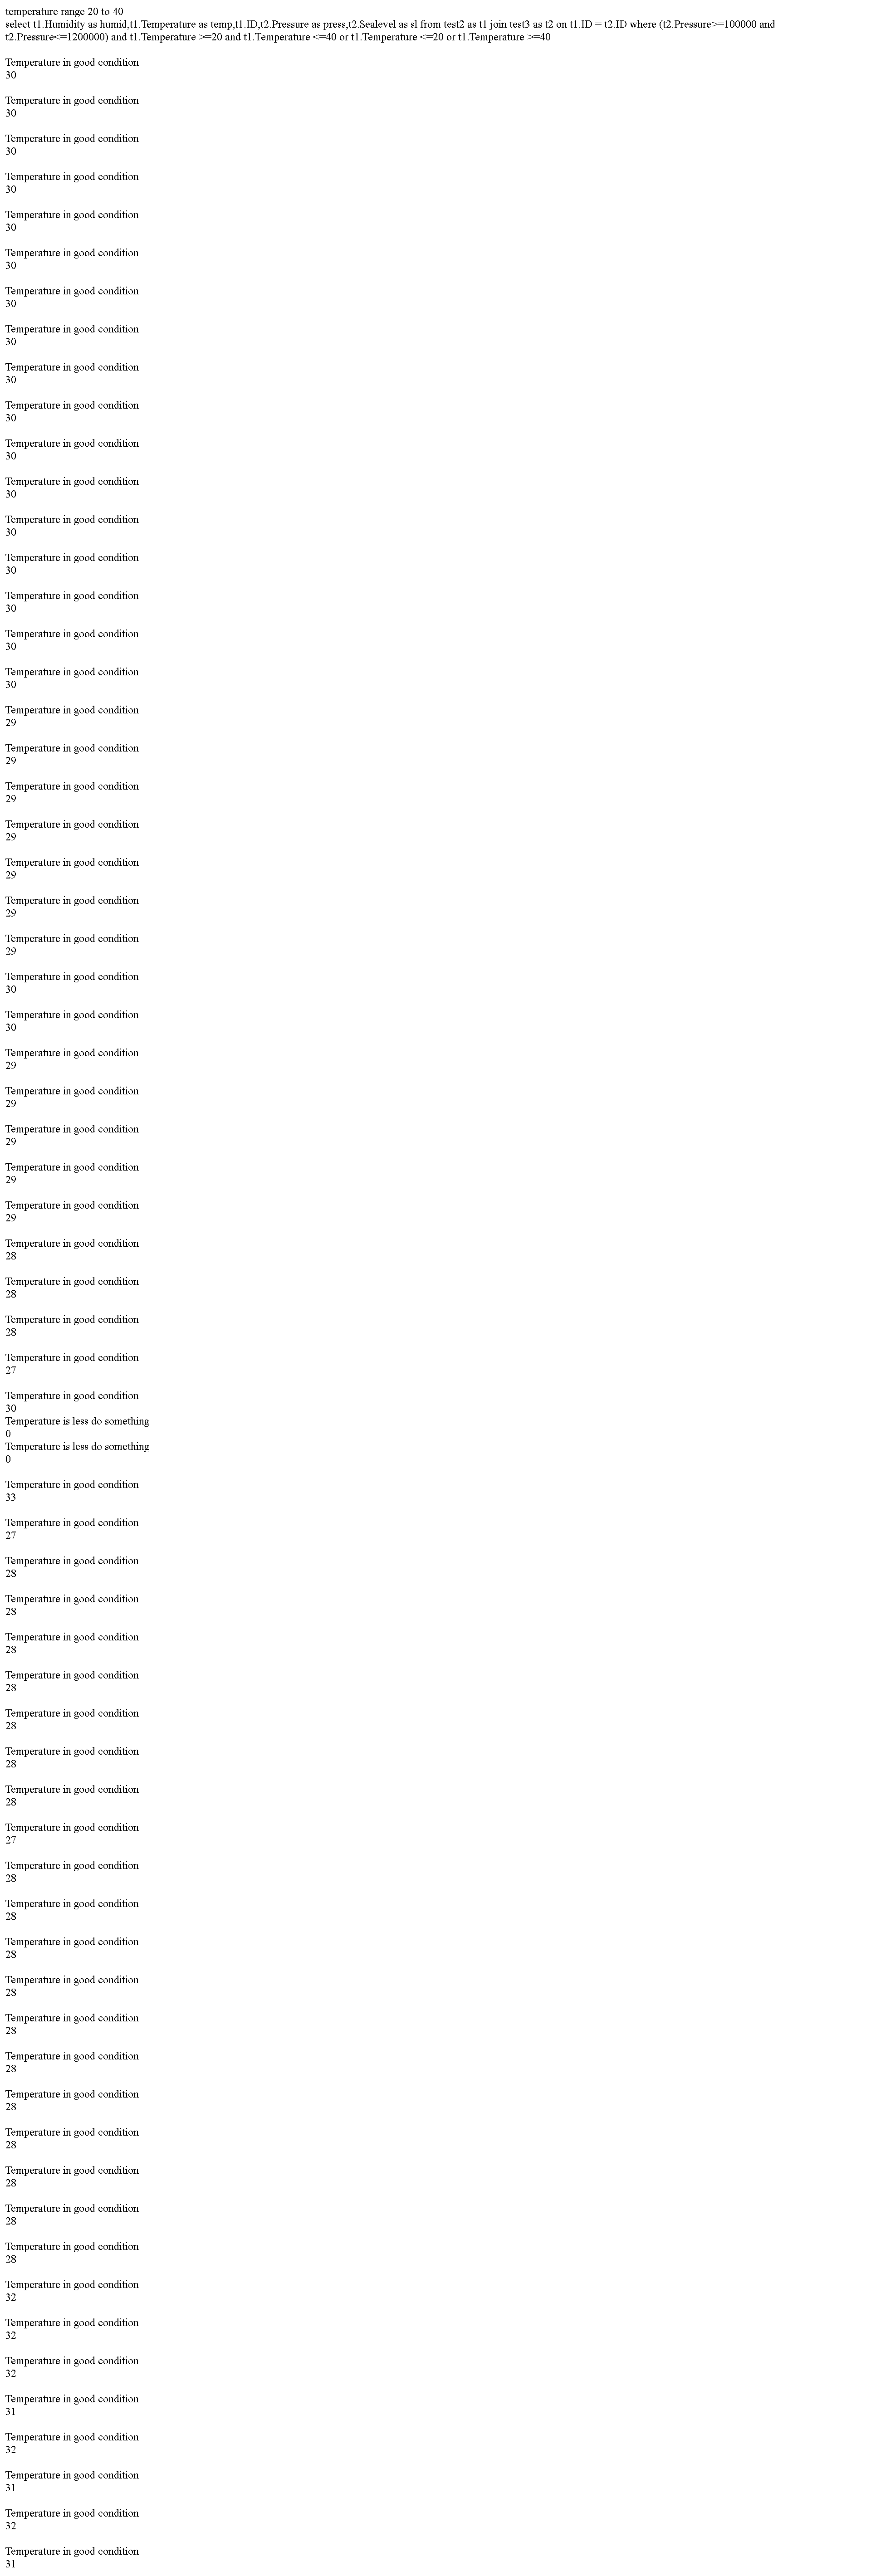 temperature range 20 to 40
select t1.Humidity as humid,t1.Temperature as temp,t1.ID,t2.Pressure as press,t2.Sealevel as sl from test2 as t1 join test3 as t2 on t1.ID = t2.ID where (t2.Pressure>=100000 and
t2.Pressure<=1200000) and t1.Temperature >=20 and t1.Temperature <=40 or t1.Temperature <=20 or t1.Temperature >=40
Temperature in good condition
30
Temperature in good condition
30
Temperature in good condition
30
Temperature in good condition
30
Temperature in good condition
30
Temperature in good condition
30
Temperature in good condition
30
Temperature in good condition
30
Temperature in good condition
30
Temperature in good condition
30
Temperature in good condition
30
Temperature in good condition
30
Temperature in good condition
30
Temperature in good condition
30
Temperature in good condition
30
Temperature in good condition
30
Temperature in good condition
30
Temperature in good condition
29
Temperature in good condition
29
Temperature in good condition
29
Temperature in good condition
29
Temperature in good condition
29
Temperature in good condition
29
Temperature in good condition
29
Temperature in good condition
30
Temperature in good condition
30
Temperature in good condition
29
Temperature in good condition
29
Temperature in good condition
29
Temperature in good condition
29
Temperature in good condition
29
Temperature in good condition
28
Temperature in good condition
28
Temperature in good condition
28
Temperature in good condition
27
Temperature in good condition
30
Temperature is less do something
0
Temperature is less do something
0
Temperature in good condition
33
Temperature in good condition
27
Temperature in good condition
28
Temperature in good condition
28
Temperature in good condition
28
Temperature in good condition
28
Temperature in good condition
28
Temperature in good condition
28
Temperature in good condition
28
Temperature in good condition
27
Temperature in good condition
28
Temperature in good condition
28
Temperature in good condition
28
Temperature in good condition
28
Temperature in good condition
28
Temperature in good condition
28
Temperature in good condition
28
Temperature in good condition
28
Temperature in good condition
28
Temperature in good condition
28
Temperature in good condition
28
Temperature in good condition
32
Temperature in good condition
32
Temperature in good condition
32
Temperature in good condition
31
Temperature in good condition
32
Temperature in good condition
31
Temperature in good condition
32
Temperature in good condition
31